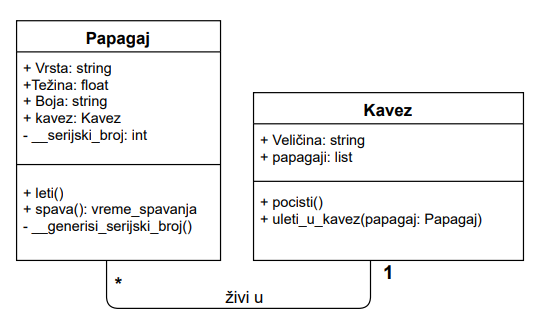 Papagaj
+ Vrsta: string
+Težina: float
+ Boja: string
+ kavez: Kavez
- __serijski_broj: int
+ leti()
+ spava(): vreme_spavanja
- __generisi_serijski_broj()
Kavez
+ Veličina: string
+ papagaji: list
+ pocisti()
+ uleti_u_kavez(papagaj: Papagaj)
*
1
živi u